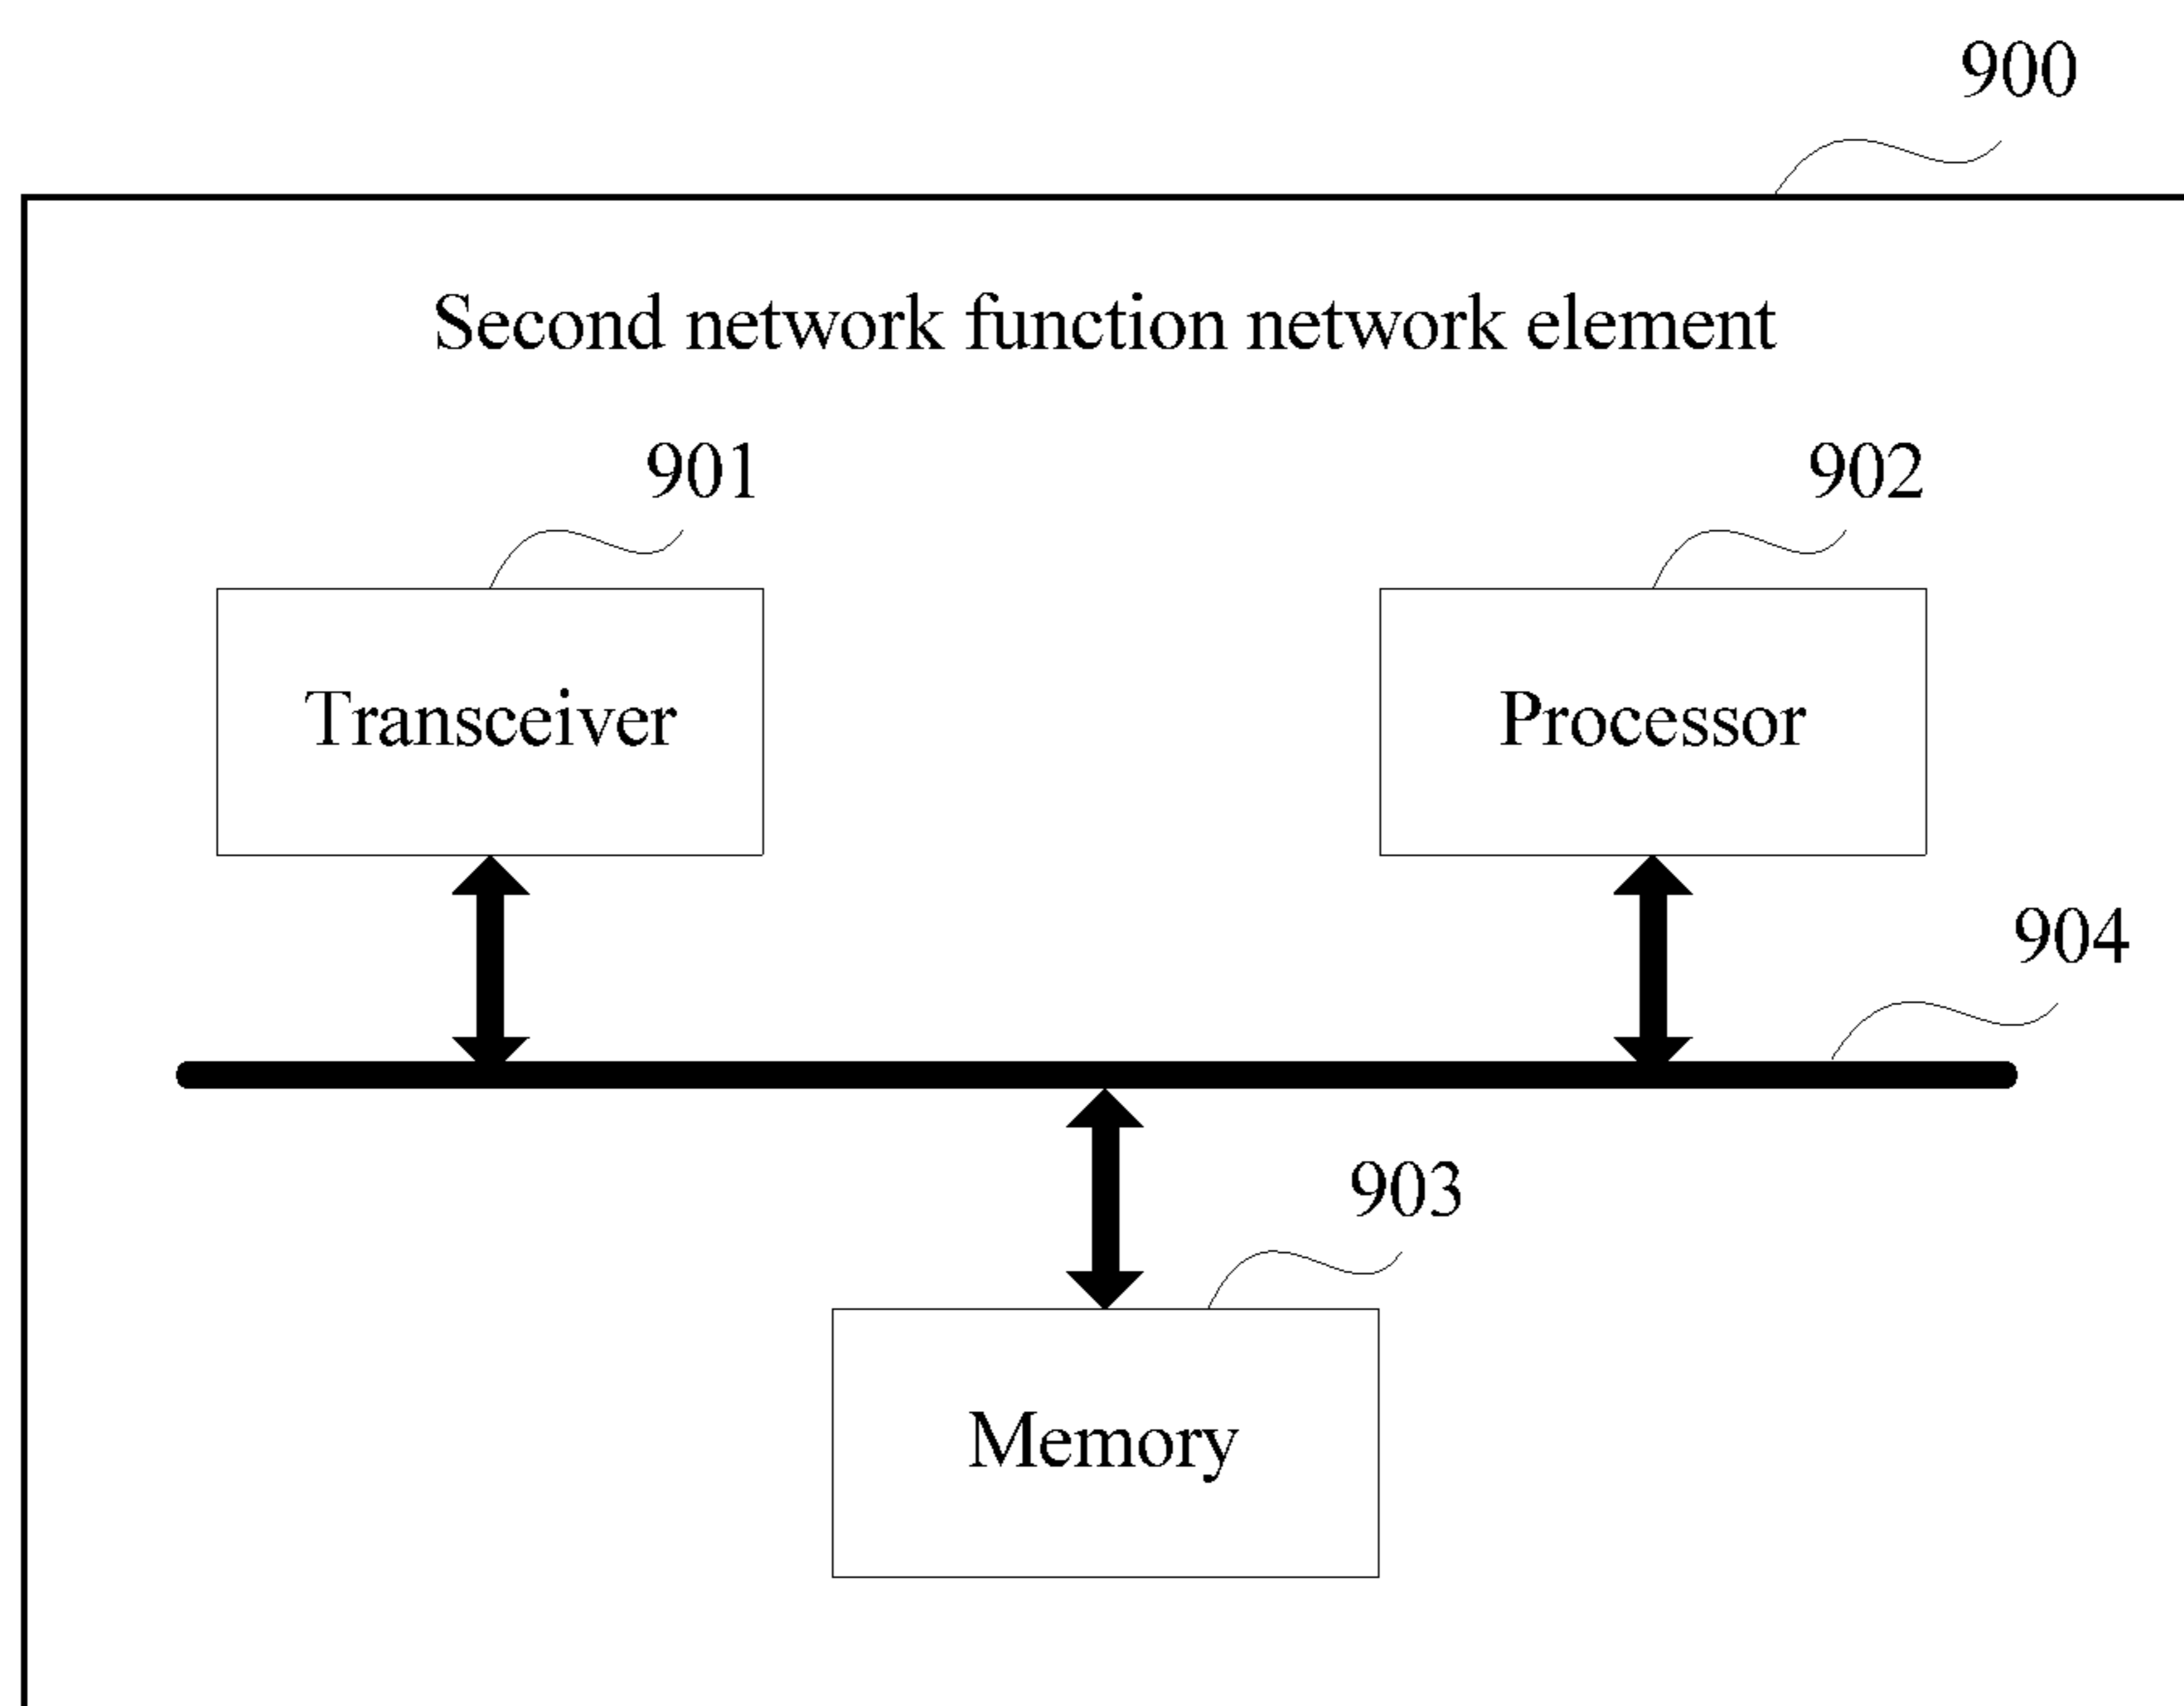 900
Second network function network element
901
902
Transceiver
Processor
904
903
Memory